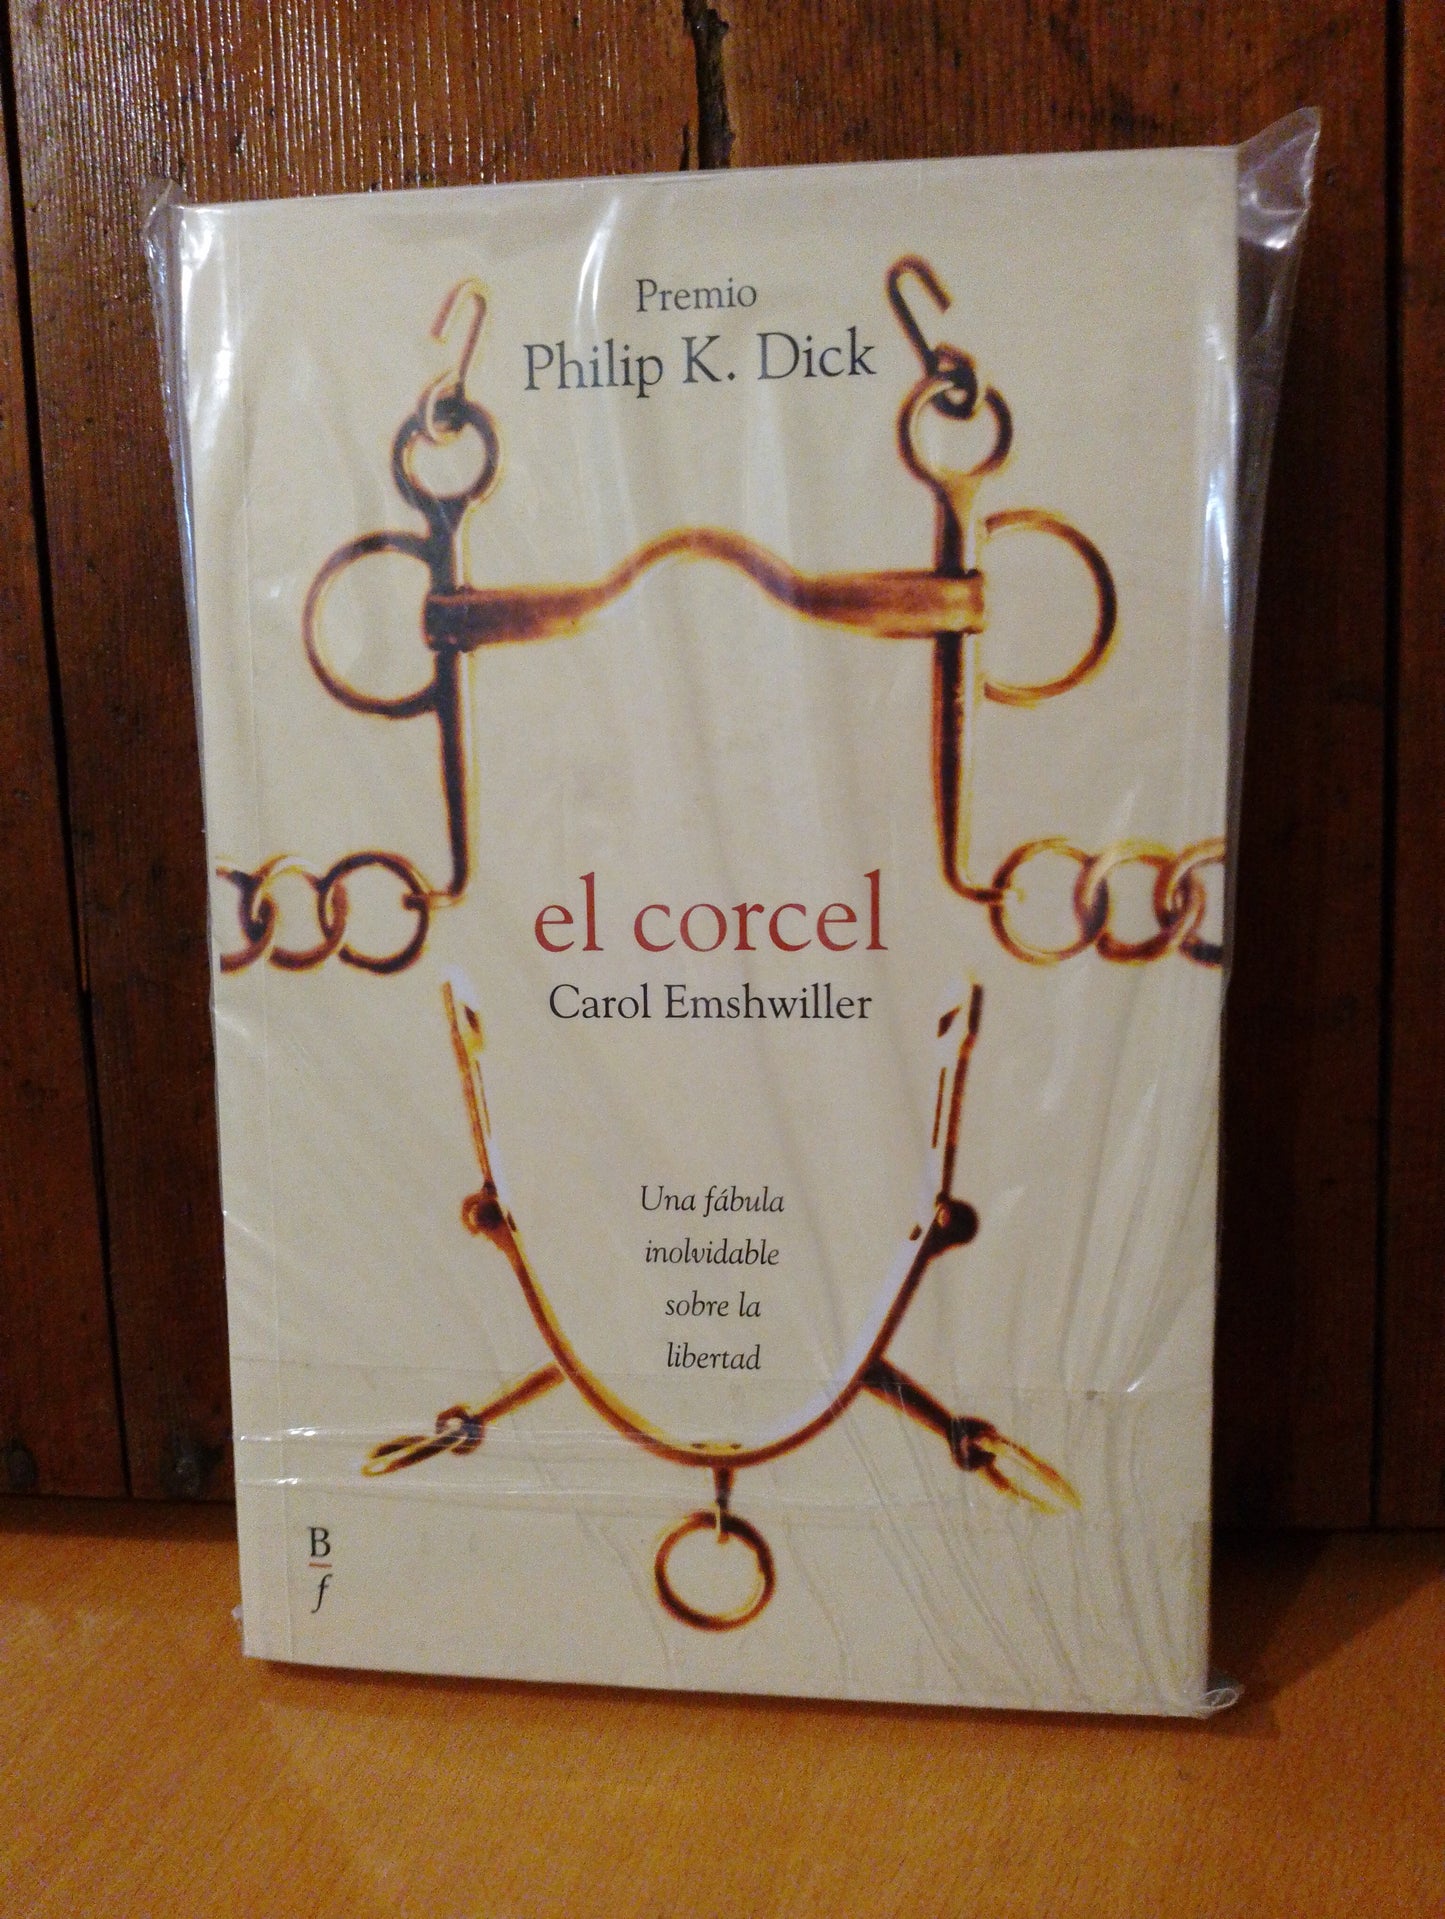 Premio
Philip K. Dick
el corcel
Carol Emshwiller
Una fábula
inolvidable
sobre la
libertad
B
f